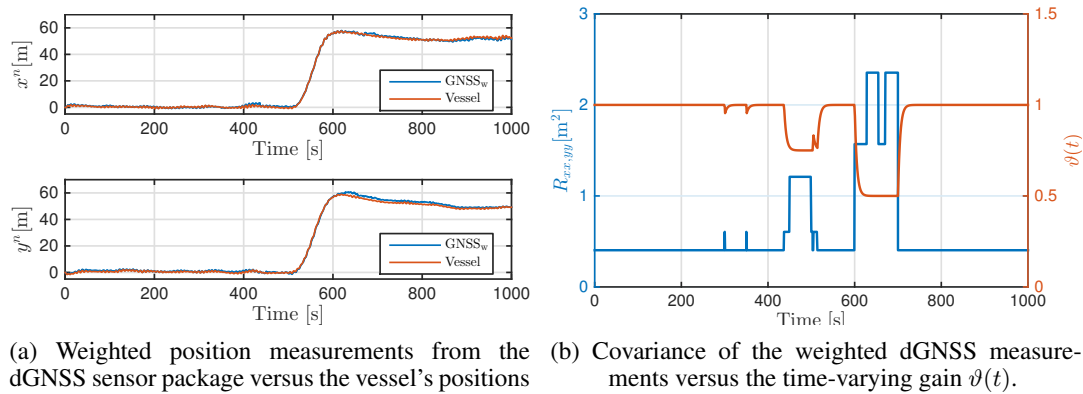 60
40
20
0
xⁿ[m]
GNSS_w
Vessel
0 200 400 600 800 1000
Time [s]
60
40
20
0
yⁿ[m]
GNSS_w
Vessel
0 200 400 600 800 1000
Time [s]
(a) Weighted position measurements from the
dGNSS sensor package versus the vessel's positions
3 1.5
2 1
1 0.5
0 0
R_{xx,yy}[m²]
ϑ(t)
0 200 400 600 800 1000
Time [s]
(b) Covariance of the weighted dGNSS measure-
ments versus the time-varying gain ϑ(t).